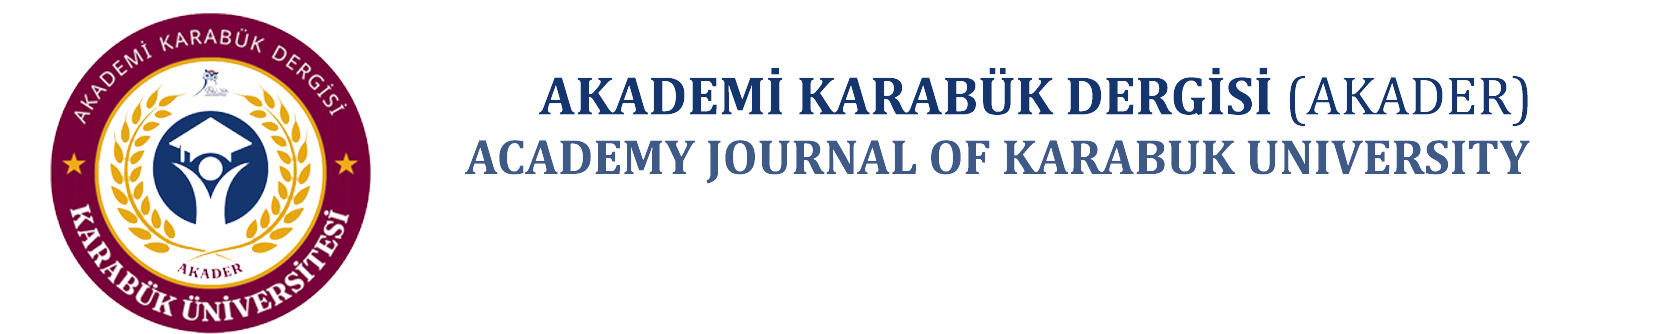 AKADEMİ KARABÜK DERGİSİ
AKADER
KARABÜK ÜNİVERSİTESİ
AKADEMİ KARABÜK DERGİSİ (AKADER)
ACADEMY JOURNAL OF KARABUK UNIVERSITY